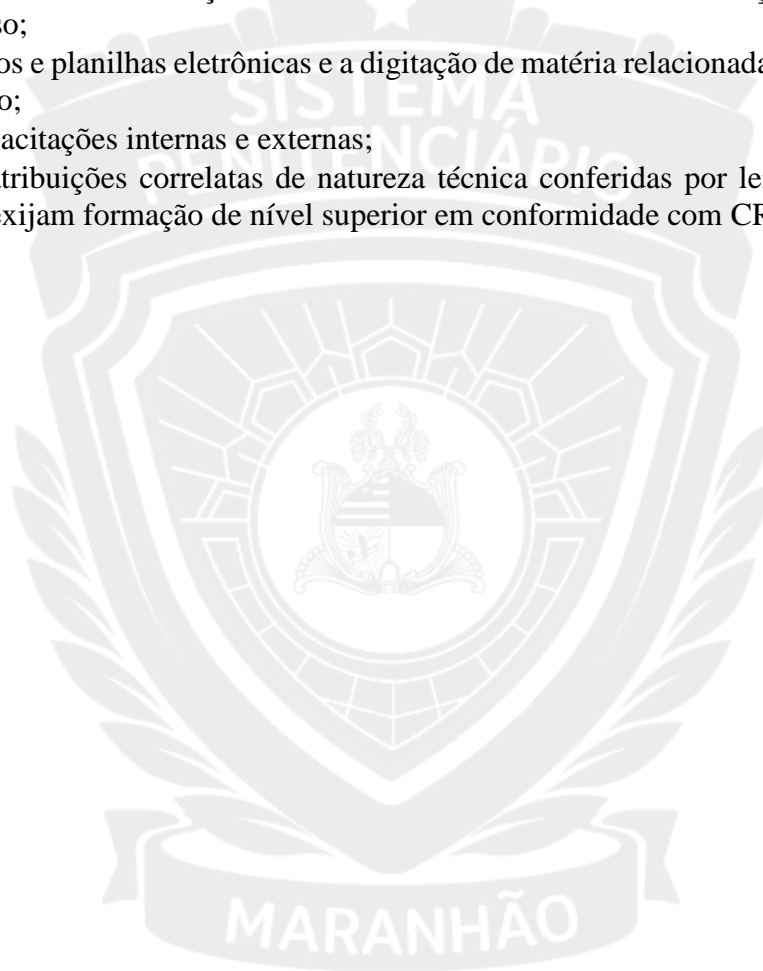 so;
os e planilhas eletrônicas e a digitação de matéria relacionada
o;
acitações internas e externas;
tribuições correlatas de natureza técnica conferidas por le
exijam formação de nível superior em conformidade com CR
SISTEMA
PENITENCIÁRIO
MARANHÃO